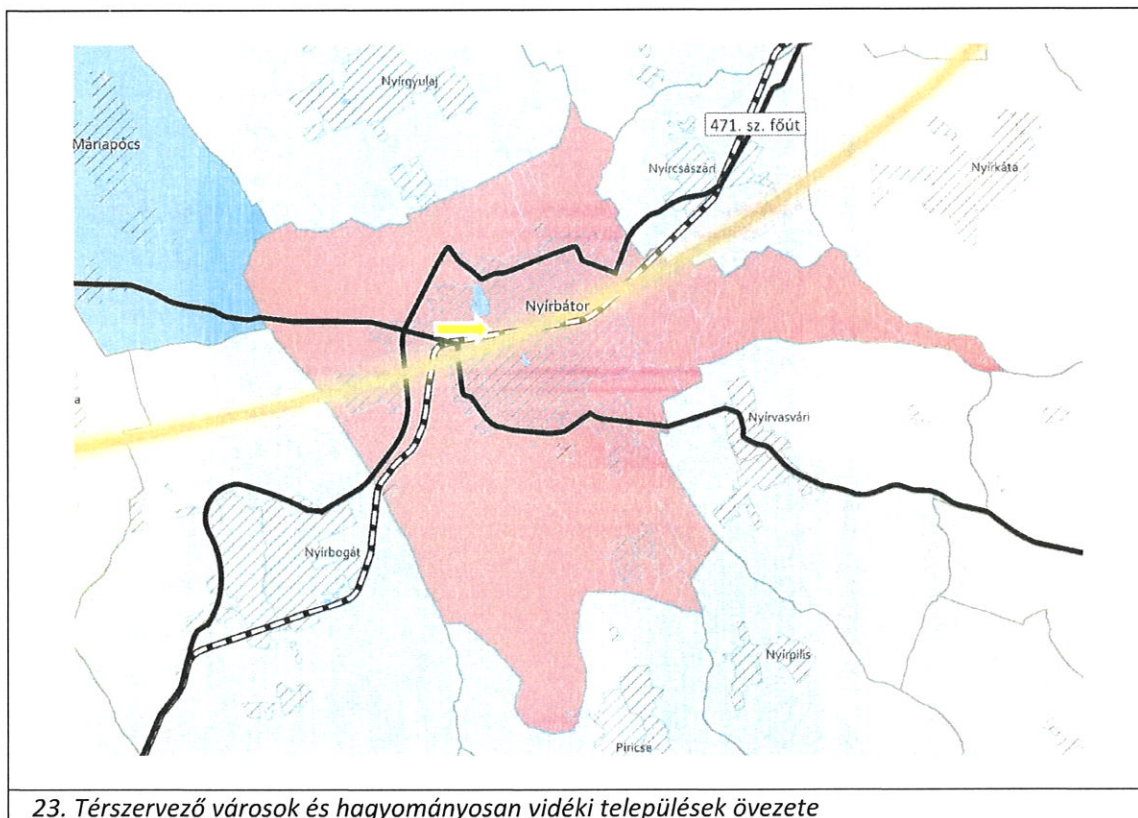 Nyírgyulaj
Máriapócs
471. sz. főút
Nyírcsászári
Nyírkáta
Nyírbátor
a
Nyírvasvári
Nyírbogát
Nyírpilis
Piricse
23. Térszervező városok és hagyományosan vidéki települések övezete